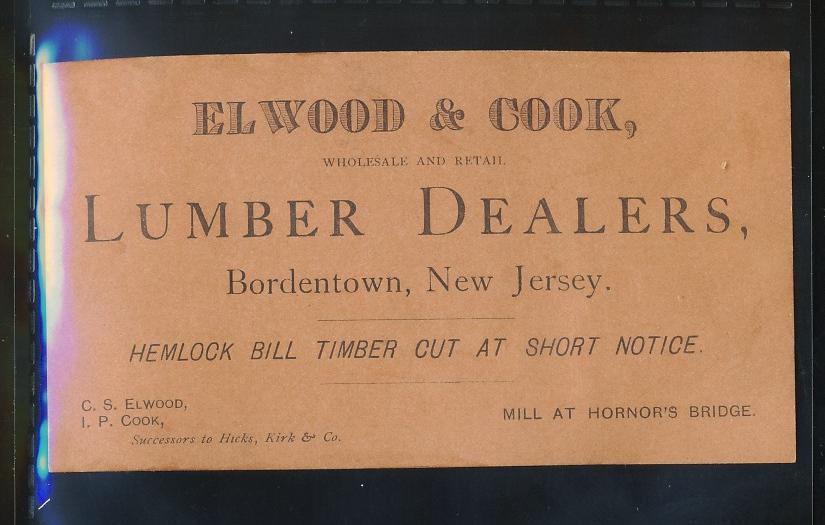 ELWOOD & COOK,
WHOLESALE AND RETAIL
LUMBER DEALERS,
Bordentown, New Jersey.
HEMLOCK BILL TIMBER CUT AT SHORT NOTICE.
C. S. ELWOOD,
I. P. COOK,
Successors to Hicks, Kirk & Co.
MILL AT HORNOR'S BRIDGE.